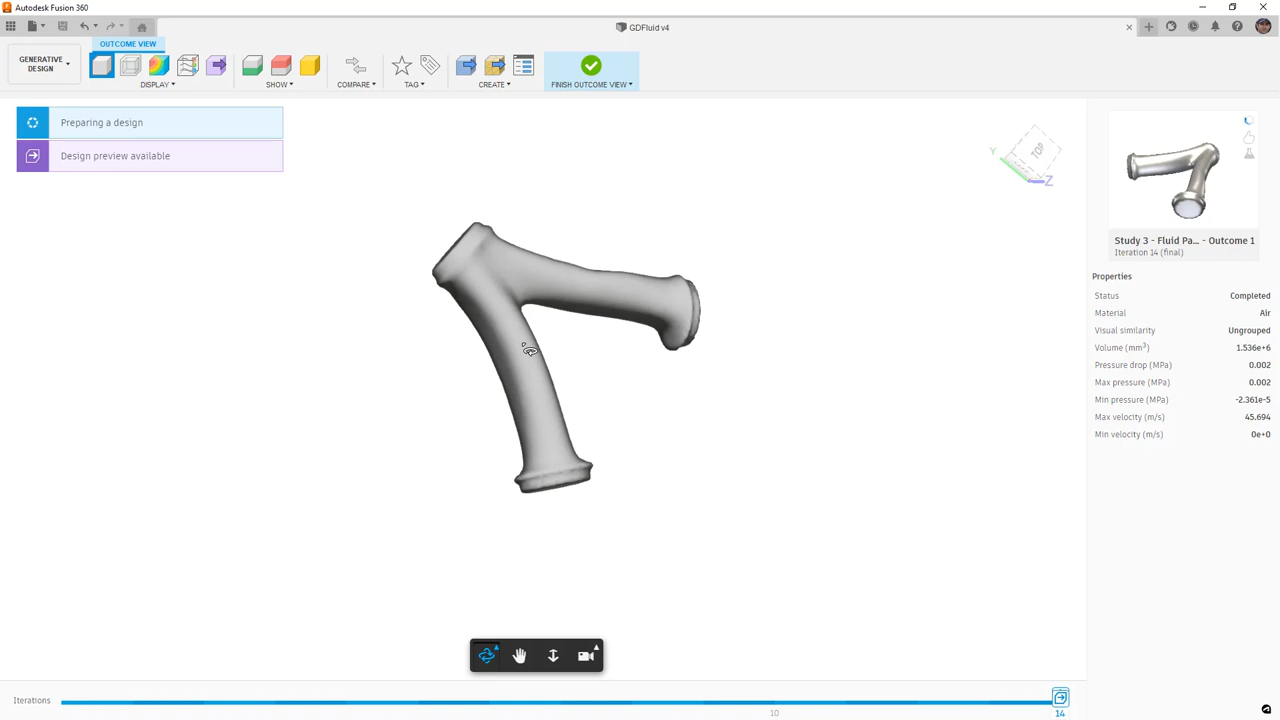 Autodesk Fusion 360
GDFluid v4
OUTCOME VIEW
GENERATIVE DESIGN
DISPLAY
SHOW
COMPARE
TAG
CREATE
FINISH OUTCOME VIEW
Preparing a design
Design preview available
TOP
Y
Z
Study 3 - Fluid Pa... - Outcome 1
Iteration 14 (final)
Properties
Status Completed
Material Air
Visual similarity Ungrouped
Volume (mm³) 1.536e+6
Pressure drop (MPa) 0.002
Max pressure (MPa) 0.002
Min pressure (MPa) -2.361e-5
Max velocity (m/s) 45.694
Min velocity (m/s) 0e+0
Iterations
10
14